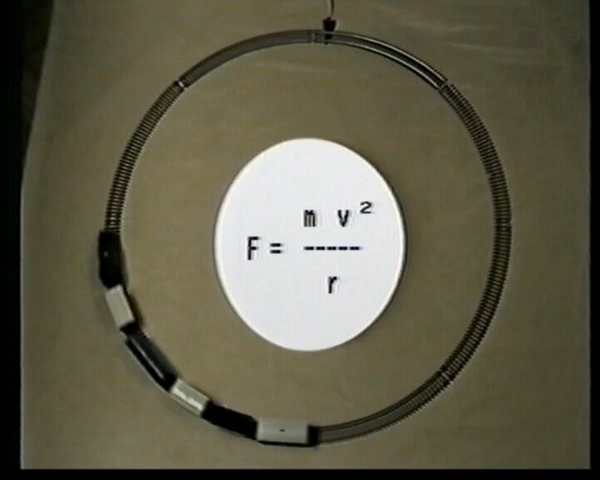 m v²
F = -----
r